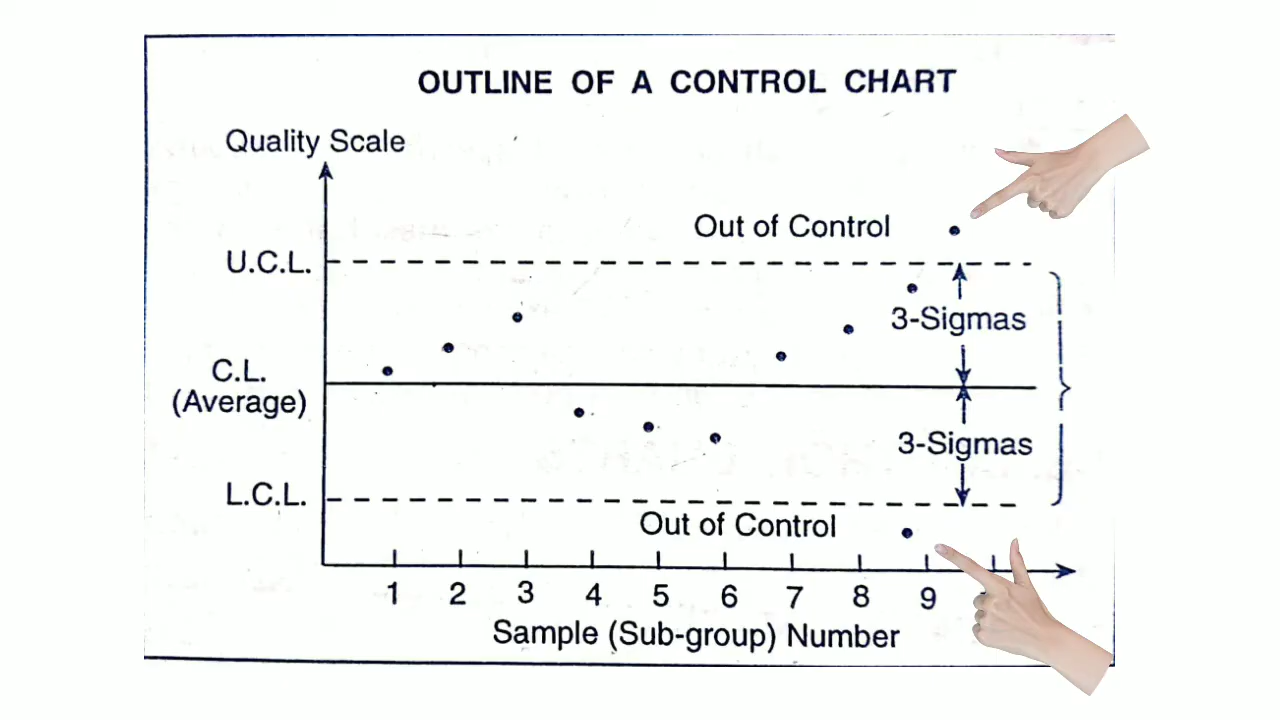 OUTLINE OF A CONTROL CHART
Quality Scale
Out of Control
U.C.L.
3-Sigmas
C.L.
(Average)
3-Sigmas
L.C.L.
Out of Control
1 2 3 4 5 6 7 8 9
Sample (Sub-group) Number